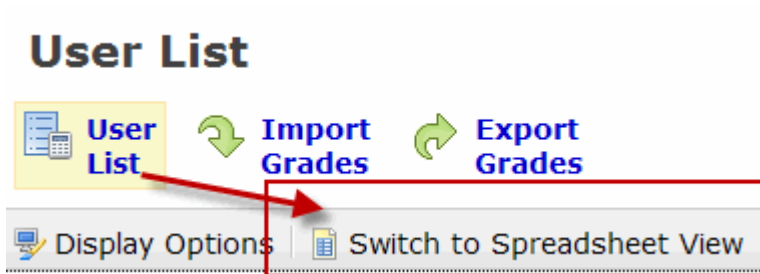 User List
User List
Import Grades
Export Grades
Display Options
Switch to Spreadsheet View